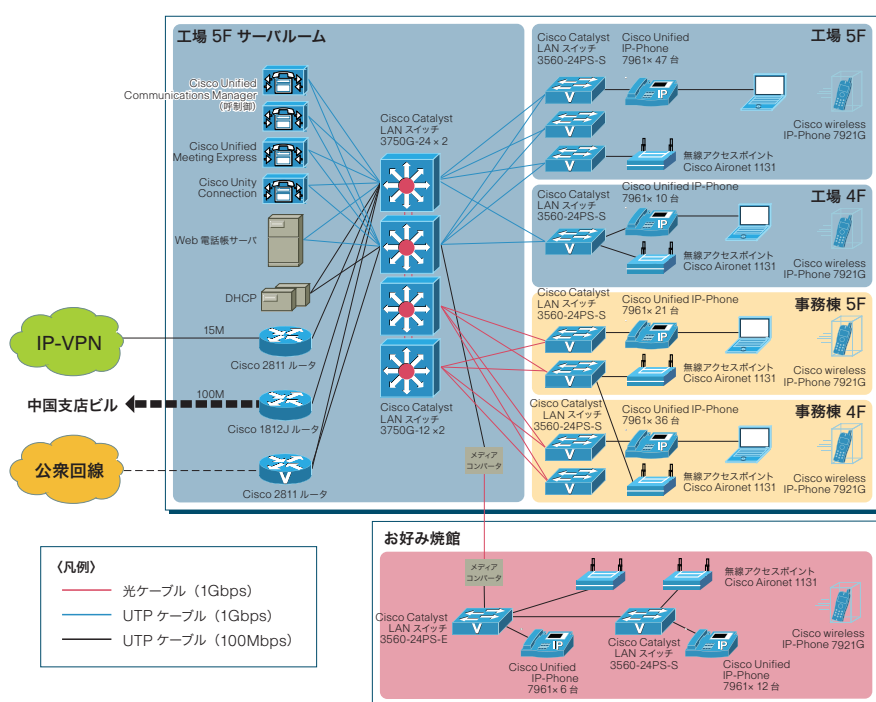 工場 5F サーバルーム
Cisco Unified
Communications Manager
(呼制御)
Cisco Unified
Meeting Express
Cisco Unity
Connection
Web 電話帳サーバ
DHCP
IP-VPN
15M
Cisco 2811 ルータ
中国支店ビル
100M
Cisco 1812J ルータ
公衆回線
V
Cisco 2811 ルータ
Cisco Catalyst
LAN スイッチ
3750G-24 × 2
Cisco Catalyst
LAN スイッチ
3750G-12 ×2
メディア
コンバータ
工場 5F
Cisco Catalyst
LAN スイッチ
3560-24PS-S
Cisco Unified
IP-Phone
7961× 47 台
V
IP
V
V
無線アクセスポイント
Cisco Aironet 1131
Cisco wireless
IP-Phone 7921G
工場 4F
Cisco Catalyst
LAN スイッチ
3560-24PS-S
Cisco Unified IP-Phone
7961× 10 台
V
IP
無線アクセスポイント
Cisco Aironet 1131
Cisco wireless
IP-Phone 7921G
事務棟 5F
Cisco Catalyst
LAN スイッチ
3560-24PS-S
Cisco Unified IP-Phone
7961× 21 台
V
IP
V
無線アクセスポイント
Cisco Aironet 1131
Cisco wireless
IP-Phone 7921G
事務棟 4F
Cisco Catalyst
LAN スイッチ
3560-24PS-S
Cisco Unified IP-Phone
7961× 36 台
V
IP
V
無線アクセスポイント
Cisco Aironet 1131
Cisco wireless
IP-Phone 7921G
お好み焼館
メディア
コンバータ
無線アクセスポイント
Cisco Aironet 1131
Cisco Catalyst
LAN スイッチ
3560-24PS-E
V
IP
Cisco Unified
IP-Phone
7961× 6 台
V
Cisco Catalyst
LAN スイッチ
3560-24PS-S
IP
Cisco Unified
IP-Phone
7961× 12 台
Cisco wireless
IP-Phone 7921G
〈凡例〉
光ケーブル（1Gbps）
UTP ケーブル（1Gbps）
UTP ケーブル（100Mbps）